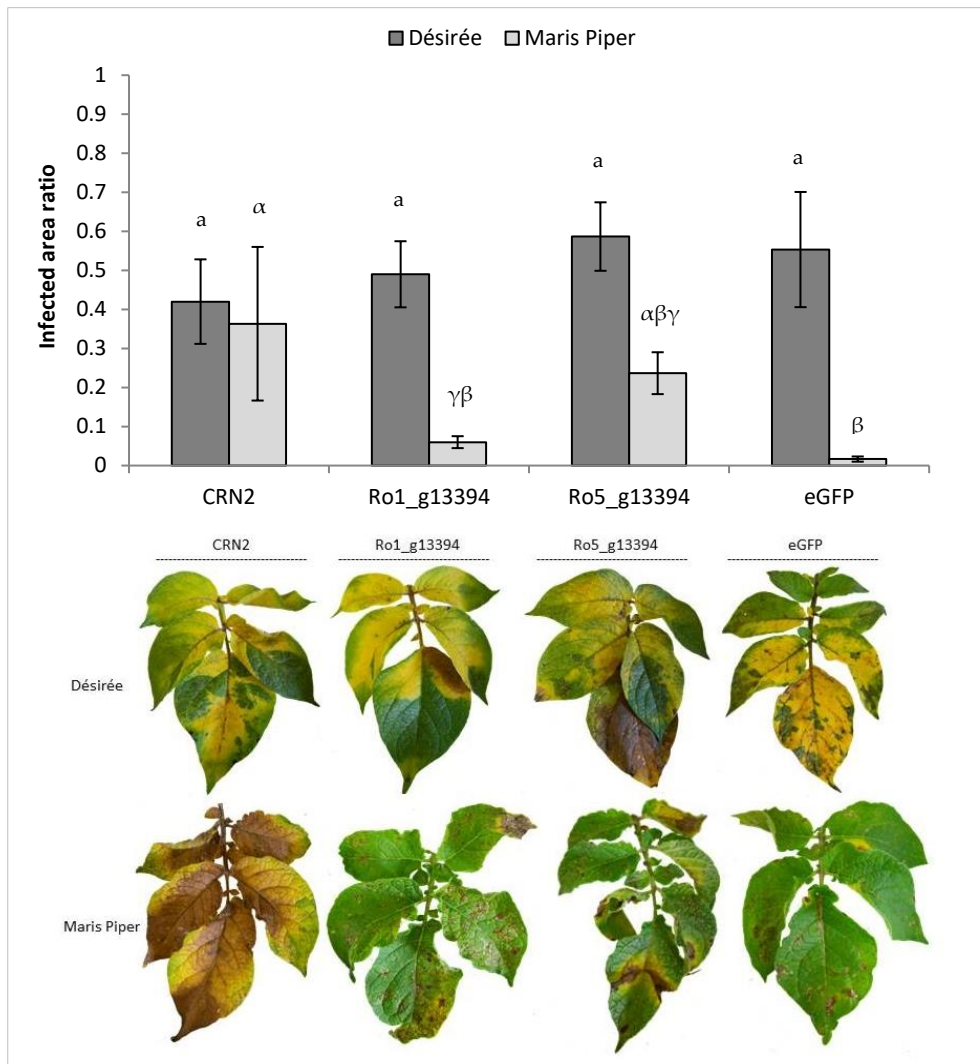 Désirée Maris Piper
Infected area ratio
1
0.9
0.8
0.7
0.6
0.5
0.4
0.3
0.2
0.1
0
a α a γβ a αβγ a β
CRN2 Ro1_g13394 Ro5_g13394 eGFP
CRN2 Ro1_g13394 Ro5_g13394 eGFP
Désirée
Maris Piper